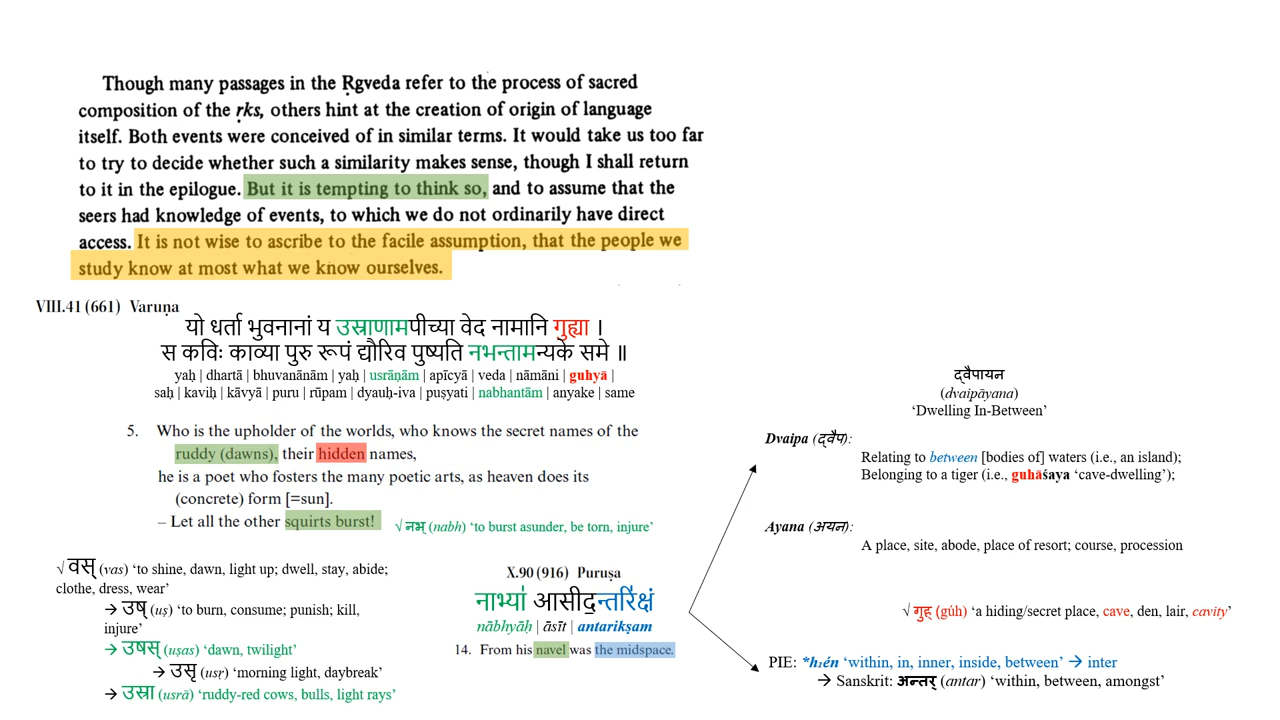 Though many passages in the Ṛgveda refer to the process of sacred
composition of the ṛks, others hint at the creation of origin of language
itself. Both events were conceived of in similar terms. It would take us too far
to try to decide whether such a similarity makes sense, though I shall return
to it in the epilogue. But it is tempting to think so, and to assume that the
seers had knowledge of events, to which we do not ordinarily have direct
access. It is not wise to ascribe to the facile assumption, that the people we
study know at most what we know ourselves.
VIII.41 (661) Varuṇa
यो धर्ता भुवनानां य उस्राणामपीच्या वेद नामानि गुह्या ।
स कविः काव्या पुरु रूपं द्यौरिव पुष्यति नभन्तामन्यके समे ॥
yaḥ | dhartā | bhuvanānām | yaḥ | usrāṇām | apīcyā | veda | nāmāni | guhyā |
saḥ | kaviḥ | kāvyā | puru | rūpam | dyauḥ-iva | puṣyati | nabhantām | anyake | same
5. Who is the upholder of the worlds, who knows the secret names of the
ruddy (dawns), their hidden names,
he is a poet who fosters the many poetic arts, as heaven does its
(concrete) form [=sun].
– Let all the other squirts burst!
√ नभ् (nabh) ‘to burst asunder, be torn, injure’
√ वस् (vas) ‘to shine, dawn, light up; dwell, stay, abide;
clothe, dress, wear’
→ उष् (uṣ) ‘to burn, consume; punish; kill,
injure’
→ उषस् (uṣas) ‘dawn, twilight’
→ उसृ (usṛ) ‘morning light, daybreak’
→ उस्रा (usrā) ‘ruddy-red cows, bulls, light rays’
X.90 (916) Puruṣa
नाभ्या॑ आसीद॒न्तरि॑क्षं
nābhyāḥ | āsīt | antarikṣam
14. From his navel was the midspace.
द्वैपायन
(dvaipāyana)
‘Dwelling In-Between’
Dvaipa (द्वैप):
Relating to between [bodies of] waters (i.e., an island);
Belonging to a tiger (i.e., guhāśaya ‘cave-dwelling’);
Ayana (अयन):
A place, site, abode, place of resort; course, procession
√ गुह् (gúh) ‘a hiding/secret place, cave, den, lair, cavity’
PIE: *h₁én ‘within, in, inner, inside, between’ → inter
→ Sanskrit: अन्तर् (antar) ‘within, between, amongst’